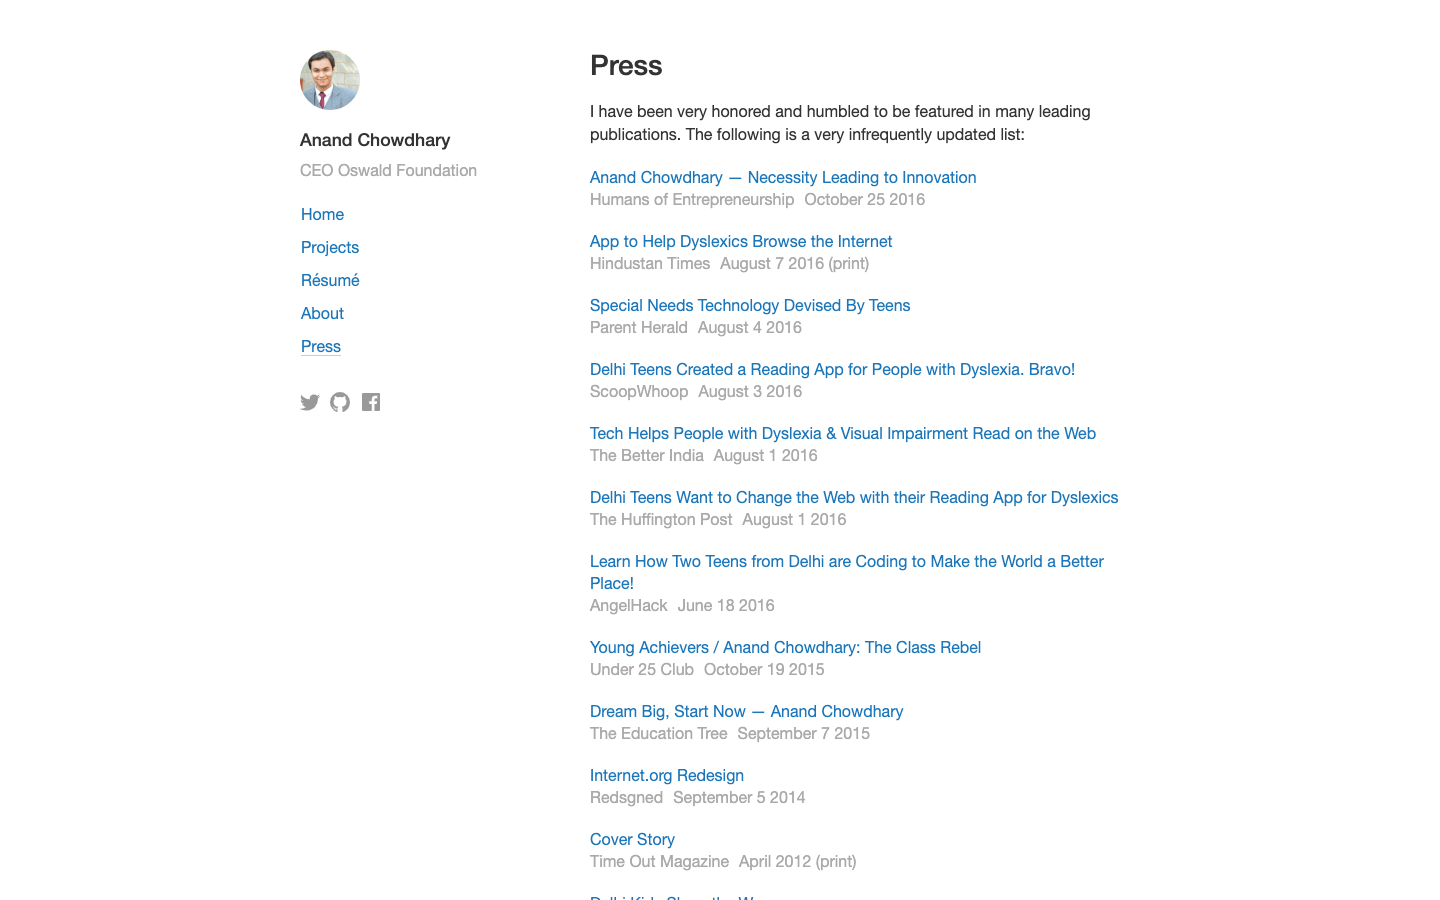 Anand Chowdhary
CEO Oswald Foundation
Home
Projects
Résumé
About
Press
Press
I have been very honored and humbled to be featured in many leading
publications. The following is a very infrequently updated list:
Anand Chowdhary — Necessity Leading to Innovation
Humans of Entrepreneurship October 25 2016
App to Help Dyslexics Browse the Internet
Hindustan Times August 7 2016 (print)
Special Needs Technology Devised By Teens
Parent Herald August 4 2016
Delhi Teens Created a Reading App for People with Dyslexia. Bravo!
ScoopWhoop August 3 2016
Tech Helps People with Dyslexia & Visual Impairment Read on the Web
The Better India August 1 2016
Delhi Teens Want to Change the Web with their Reading App for Dyslexics
The Huffington Post August 1 2016
Learn How Two Teens from Delhi are Coding to Make the World a Better
Place!
AngelHack June 18 2016
Young Achievers / Anand Chowdhary: The Class Rebel
Under 25 Club October 19 2015
Dream Big, Start Now — Anand Chowdhary
The Education Tree September 7 2015
Internet.org Redesign
Redsgned September 5 2014
Cover Story
Time Out Magazine April 2012 (print)